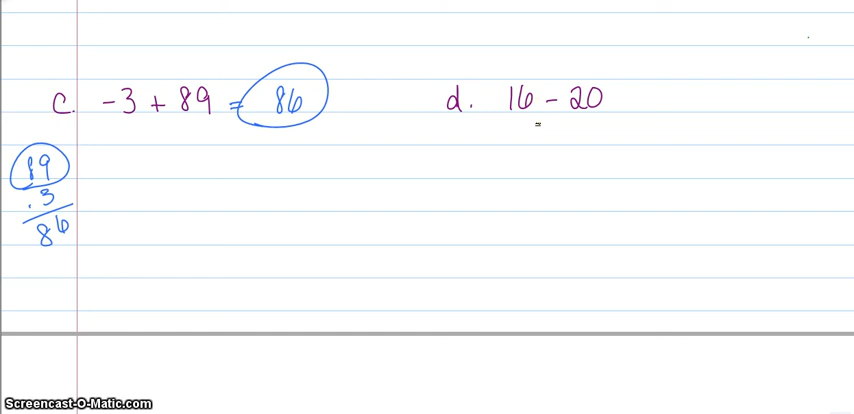 c. -3 + 89 = 86
d. 16 - 20
89
- 3
86
Screencast-O-Matic.com